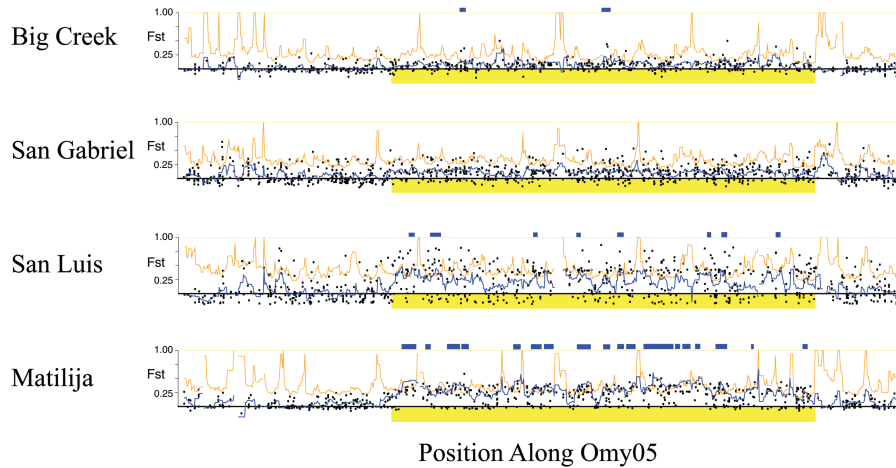 Big Creek
1.00
Fst
0.25
San Gabriel
1.00
Fst
0.25
San Luis
1.00
Fst
0.25
Matilija
1.00
Fst
0.25
Position Along Omy05